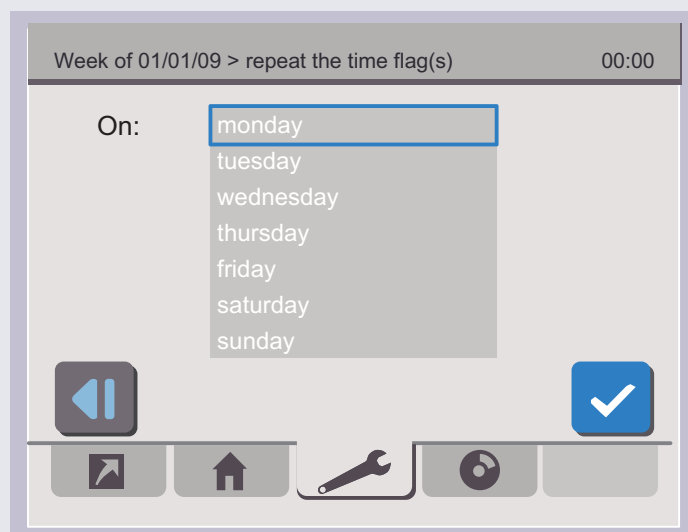 Week of 01/01/09 > repeat the time flag(s) 00:00
On:
monday
tuesday
wednesday
thursday
friday
saturday
sunday